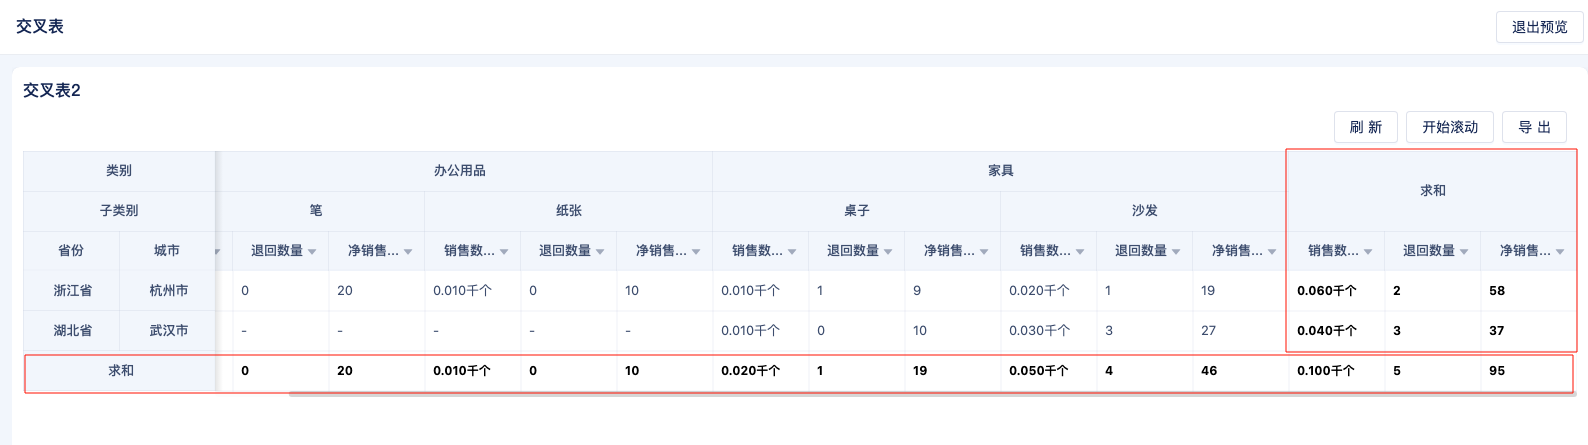 交叉表
退出预览
交叉表2
刷 新 开始滚动 导 出
类别 办公用品 家具 求和
子类别 笔 纸张 桌子 沙发
省份 城市 退回数量 净销售... 销售数... 退回数量 净销售... 销售数... 退回数量 净销售... 销售数... 退回数量 净销售... 销售数... 退回数量 净销售...
浙江省 杭州市 0 20 0.010千个 0 10 0.010千个 1 9 0.020千个 1 19 0.060千个 2 58
湖北省 武汉市 - - - - - 0.010千个 0 10 0.030千个 3 27 0.040千个 3 37
求和 0 20 0.010千个 0 10 0.020千个 1 19 0.050千个 4 46 0.100千个 5 95